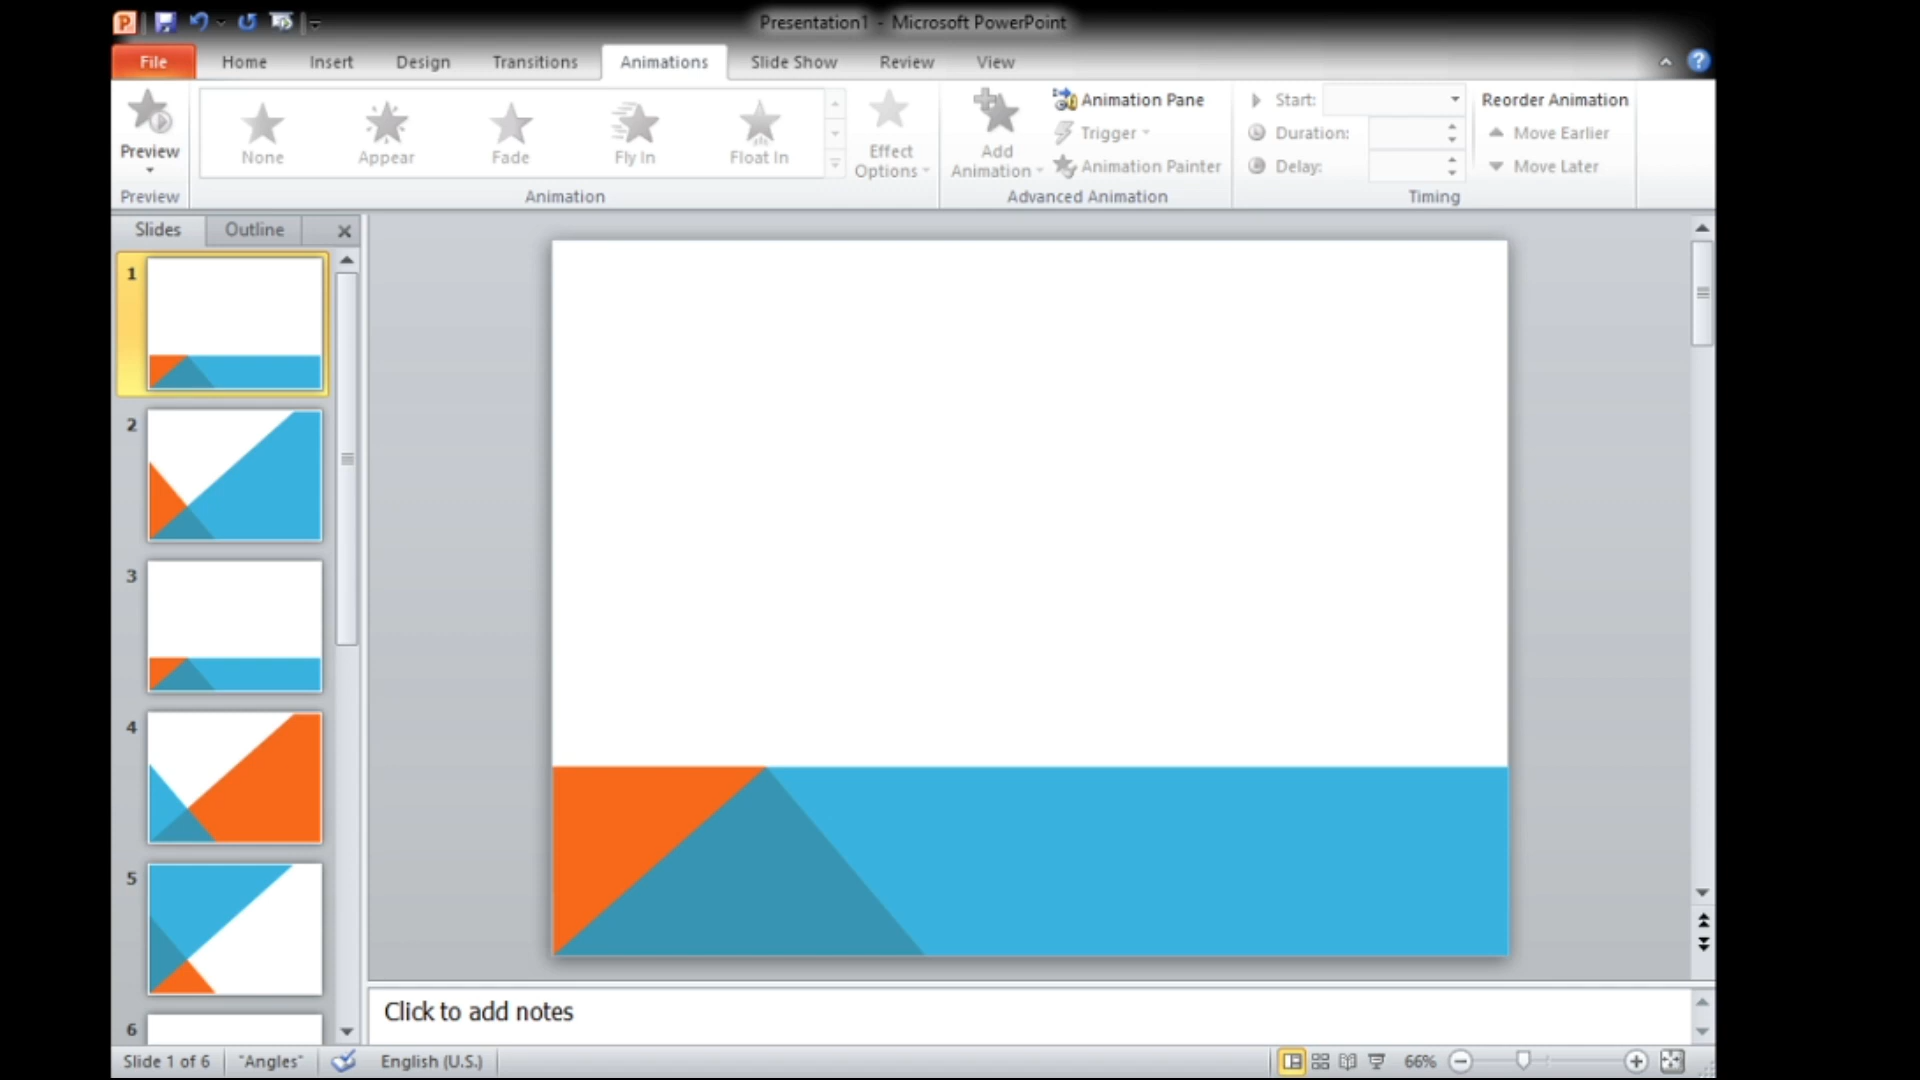 Presentation1 - Microsoft PowerPoint
File Home Insert Design Transitions Animations Slide Show Review View
Preview
None
Appear
Fade
Fly In
Float In
Effect
Options
Add
Animation
Animation Pane
Trigger
Animation Painter
Start:
Duration:
Delay:
Reorder Animation
Move Earlier
Move Later
Preview
Animation
Advanced Animation
Timing
Slides
Outline
1
2
3
4
5
6
Click to add notes
Slide 1 of 6
"Angles"
English (U.S.)
66%